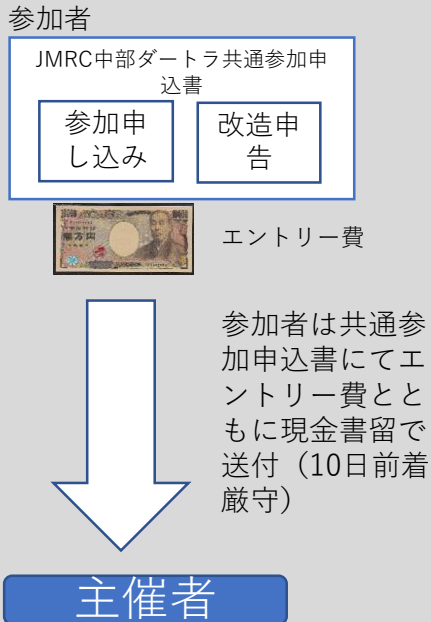 参加者
JMRC中部ダートラ共通参加申
込書
参加申
し込み
改造申
告
エントリー費
参加者は共通参
加申込書にてエ
ントリー費とと
もに現金書留で
送付（10日前着
厳守）
主催者